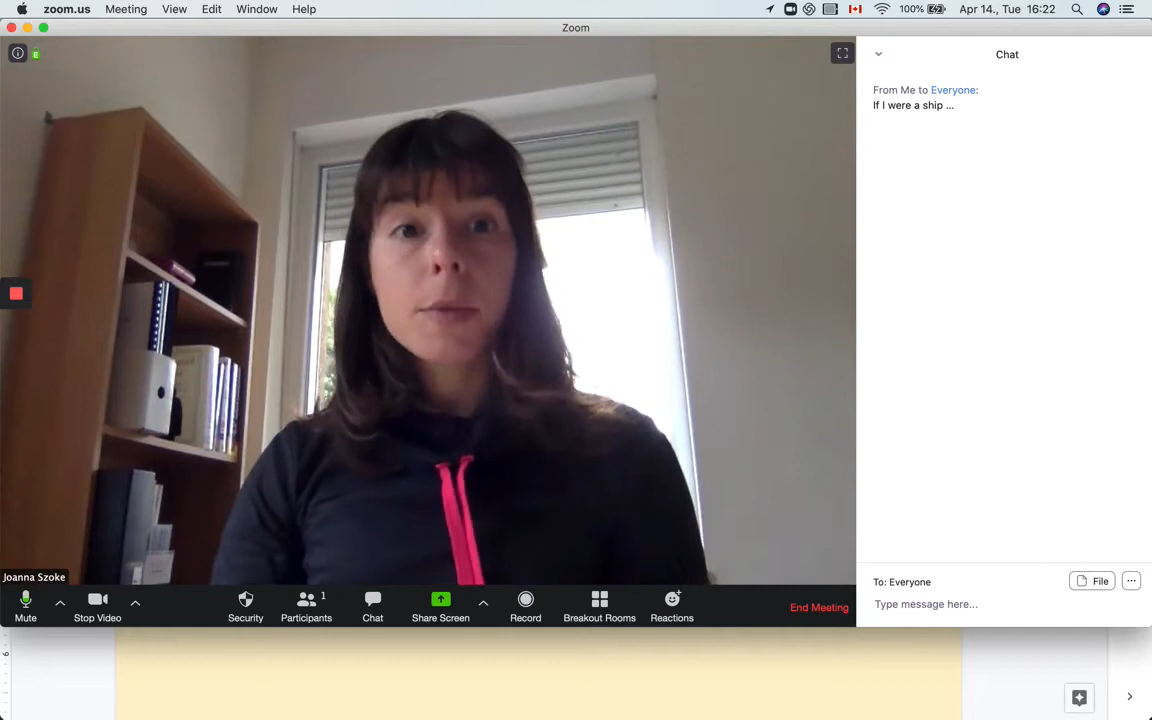 zoom.us Meeting View Edit Window Help 100% Apr 14., Tue 16:22
Zoom
Chat
From Me to Everyone:
If I were a ship ...
Joanna Szoke
To: Everyone
File
Type message here...
1
Mute Stop Video Security Participants Chat Share Screen Record Breakout Rooms Reactions
End Meeting